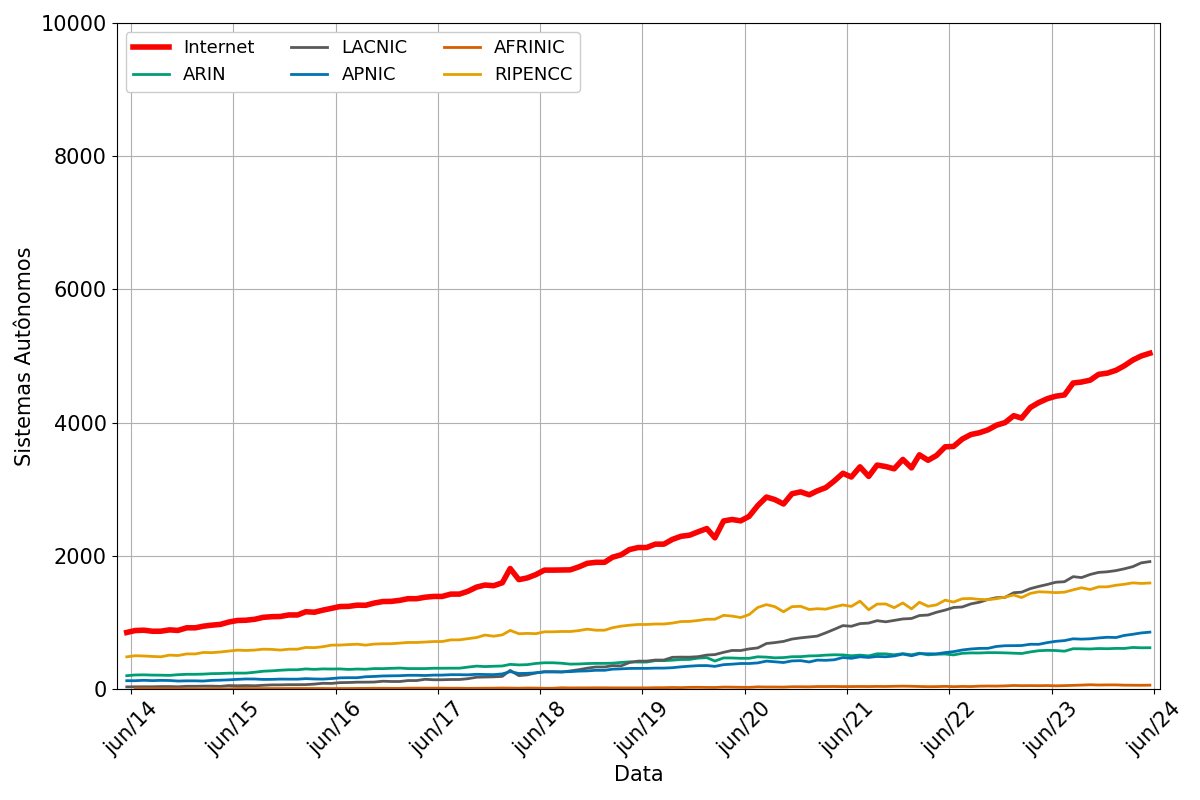 10000
8000
6000
4000
2000
0
Sistemas Autônomos
Internet LACNIC AFRINIC
ARIN APNIC RIPENCC
jun/14 jun/15 jun/16 jun/17 jun/18 jun/19 jun/20 jun/21 jun/22 jun/23 jun/24
Data